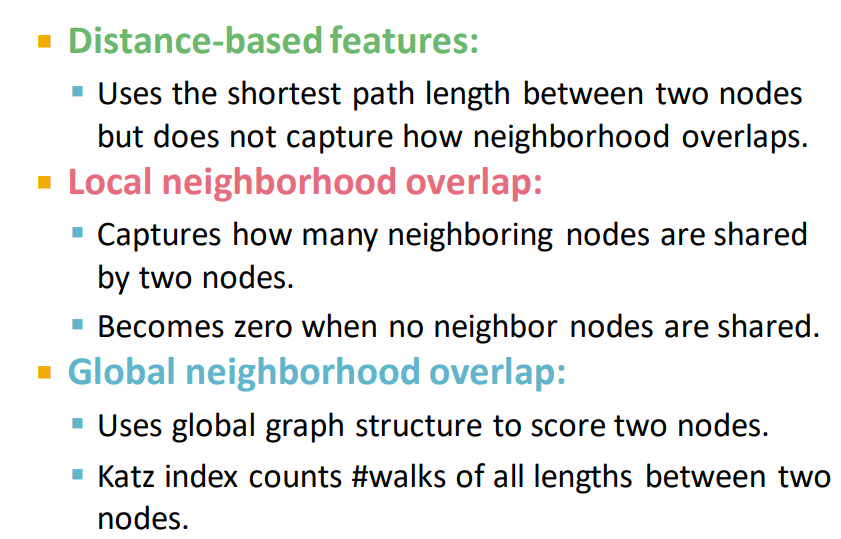 Distance-based features:
Uses the shortest path length between two nodes
but does not capture how neighborhood overlaps.
Local neighborhood overlap:
Captures how many neighboring nodes are shared
by two nodes.
Becomes zero when no neighbor nodes are shared.
Global neighborhood overlap:
Uses global graph structure to score two nodes.
Katz index counts #walks of all lengths between two
nodes.